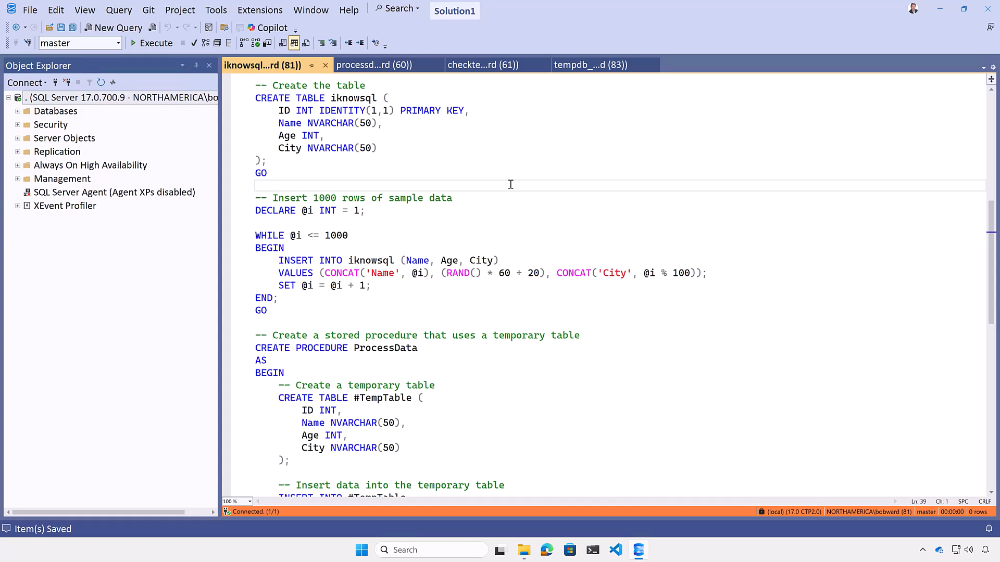 File Edit View Query Git Project Tools Extensions Window Help Search Solution1
New Query Copilot
master Execute
Object Explorer
Connect
. (SQL Server 17.0.700.9 - NORTHAMERICA\bo
Databases
Security
Server Objects
Replication
Always On High Availability
Management
SQL Server Agent (Agent XPs disabled)
XEvent Profiler
iknowsql...rd (81)) processd...rd (60)) checkte...rd (61)) tempdb_...d (83))
-- Create the table
CREATE TABLE iknowsql (
ID INT IDENTITY(1,1) PRIMARY KEY,
Name NVARCHAR(50),
Age INT,
City NVARCHAR(50)
);
GO
-- Insert 1000 rows of sample data
DECLARE @i INT = 1;
WHILE @i <= 1000
BEGIN
INSERT INTO iknowsql (Name, Age, City)
VALUES (CONCAT('Name', @i), (RAND() * 60 + 20), CONCAT('City', @i % 100));
SET @i = @i + 1;
END;
GO
-- Create a stored procedure that uses a temporary table
CREATE PROCEDURE ProcessData
AS
BEGIN
-- Create a temporary table
CREATE TABLE #TempTable (
ID INT,
Name NVARCHAR(50),
Age INT,
City NVARCHAR(50)
);
-- Insert data into the temporary table
INSERT INTO #TempTable
100 % Ln: 39 Ch: 1 SPC CRLF
Connected. (1/1) (local) (17.0 CTP2.0) NORTHAMERICA\bobward (81) master 00:00:00 0 rows
Item(s) Saved
Search